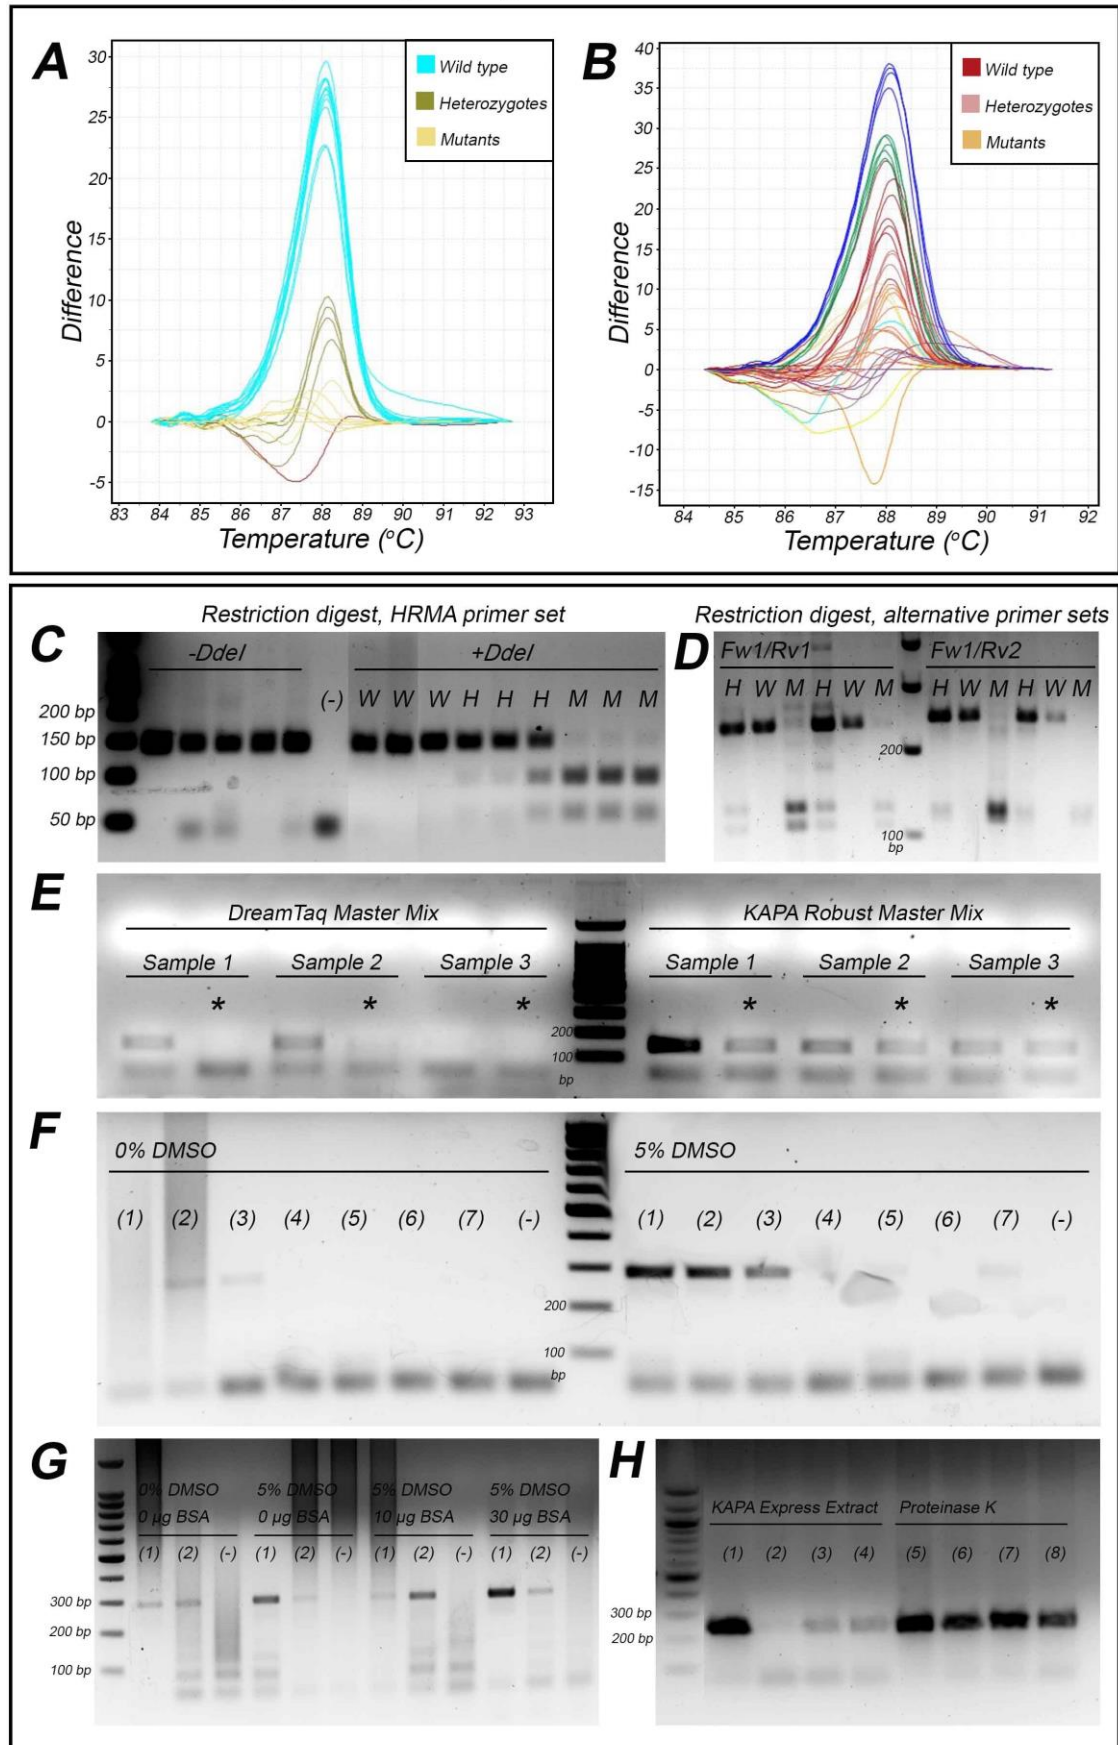 A
Difference
30
25
20
15
10
5
0
-5
83 84 85 86 87 88 89 90 91 92 93
Temperature (°C)
Wild type
Heterozygotes
Mutants
B
Difference
40
35
30
25
20
15
10
5
0
-5
-10
-15
84 85 86 87 88 89 90 91 92
Temperature (°C)
Wild type
Heterozygotes
Mutants
Restriction digest, HRMA primer set
C
-DdeI +DdeI
(-) W W W H H H M M M
200 bp
150 bp
100 bp
50 bp
Restriction digest, alternative primer sets
D
Fw1/Rv1 Fw1/Rv2
H W M H W M H W M H W M
200
100
bp
E
DreamTaq Master Mix KAPA Robust Master Mix
Sample 1 Sample 2 Sample 3 Sample 1 Sample 2 Sample 3
* * * * * *
200
100
bp
F
0% DMSO 5% DMSO
(1) (2) (3) (4) (5) (6) (7) (-) (1) (2) (3) (4) (5) (6) (7) (-)
200
100
bp
G
0% DMSO 5% DMSO 5% DMSO 5% DMSO
0 µg BSA 0 µg BSA 10 µg BSA 30 µg BSA
(1) (2) (-) (1) (2) (-) (1) (2) (-) (1) (2) (-)
300 bp
200 bp
100 bp
H
KAPA Express Extract Proteinase K
(1) (2) (3) (4) (5) (6) (7) (8)
300 bp
200 bp